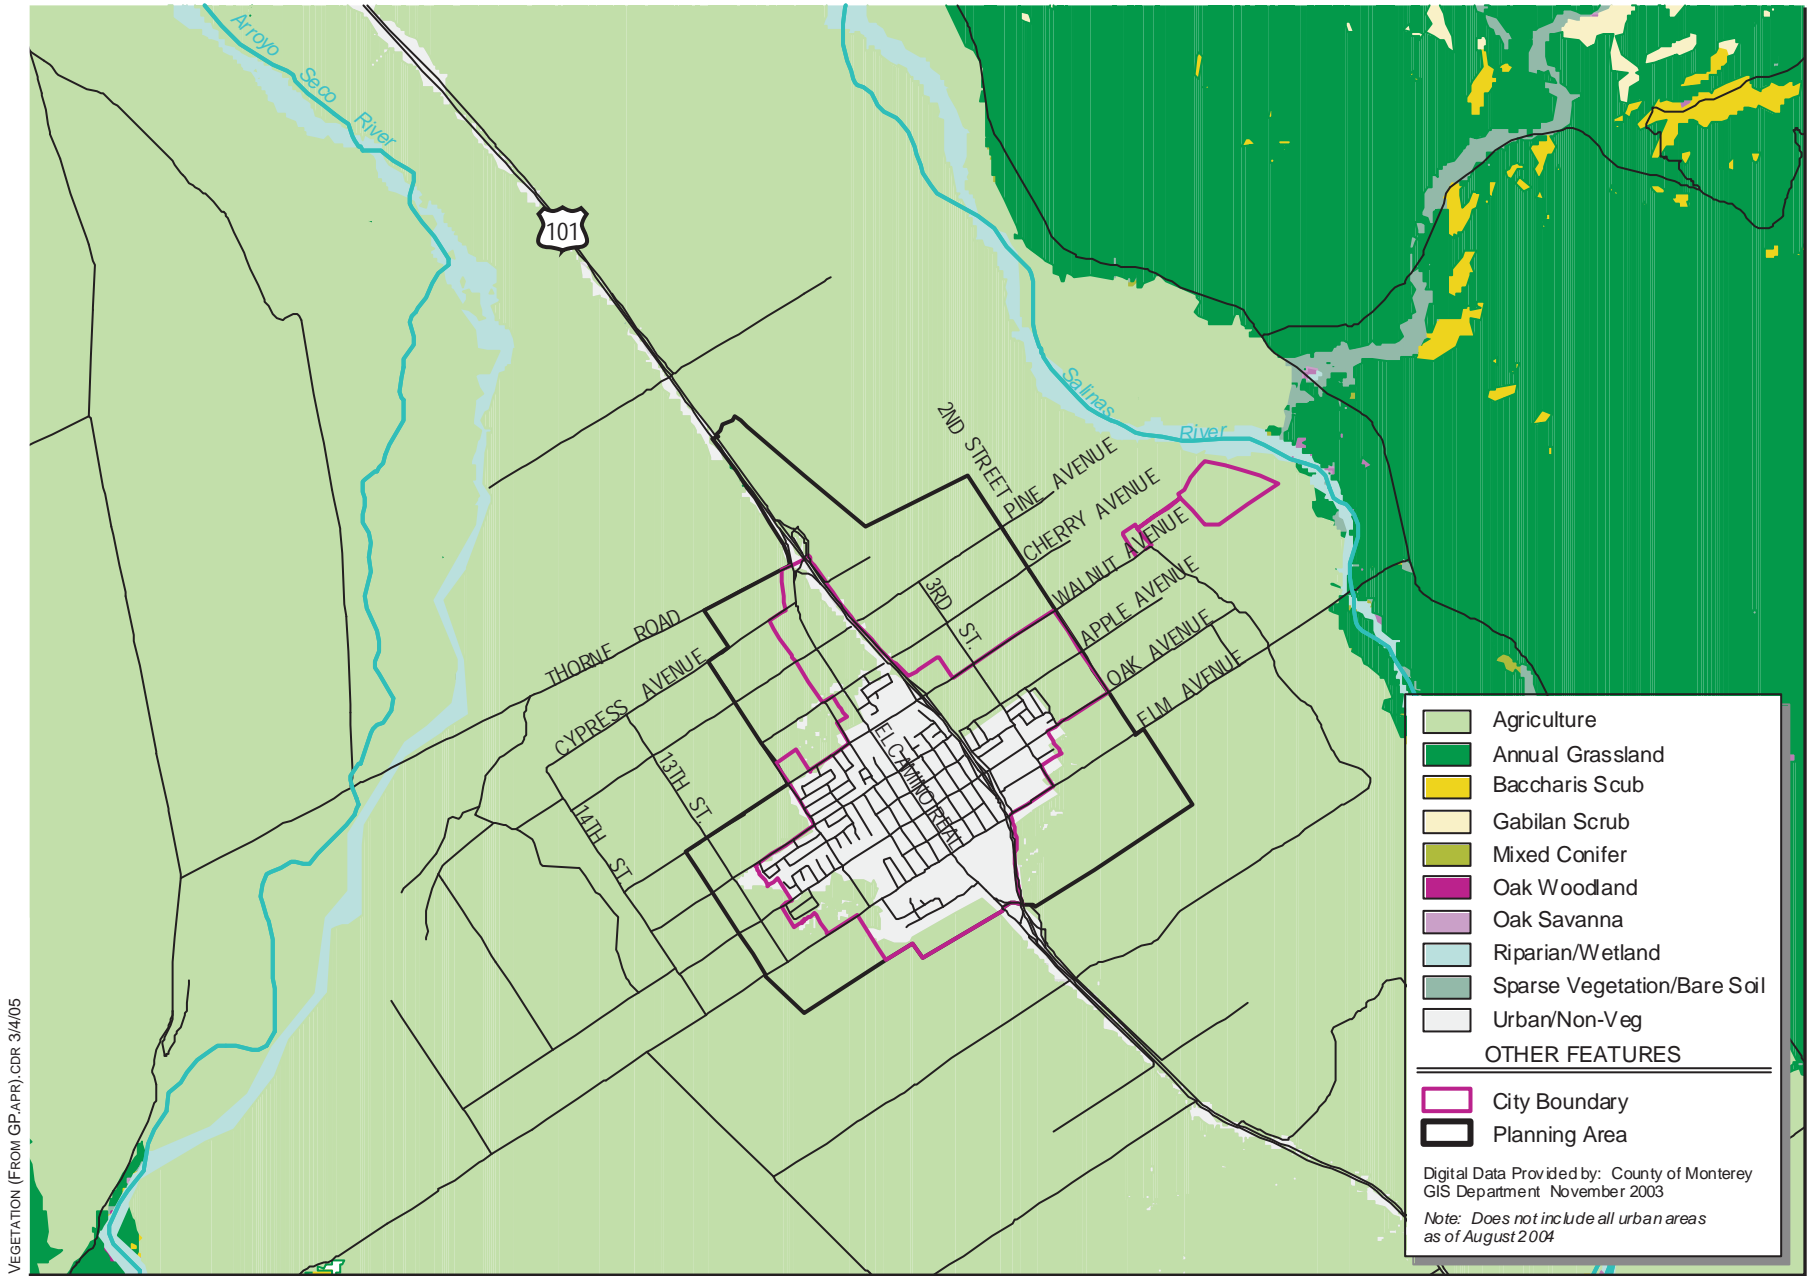 Arroyo
Seco
River
101
2ND STREET
PINE AVENUE
CHERRY AVENUE
WALNUT AVENUE
APPLE AVENUE
OAK AVENUE
ELM AVENUE
3RD ST.
Salinas
River
THORNE ROAD
CYPRESS AVENUE
13TH ST.
14TH ST.
EL CAMINO REAL
Agriculture
Annual Grassland
Baccharis Scub
Gabilan Scrub
Mixed Conifer
Oak Woodland
Oak Savanna
Riparian/Wetland
Sparse Vegetation/Bare Soil
Urban/Non-Veg
OTHER FEATURES
City Boundary
Planning Area
Digital Data Provided by: County of Monterey
GIS Department November 2003
Note: Does not include all urban areas
as of August 2004
VEGETATION (FROM GP.APR).CDR 3/4/05